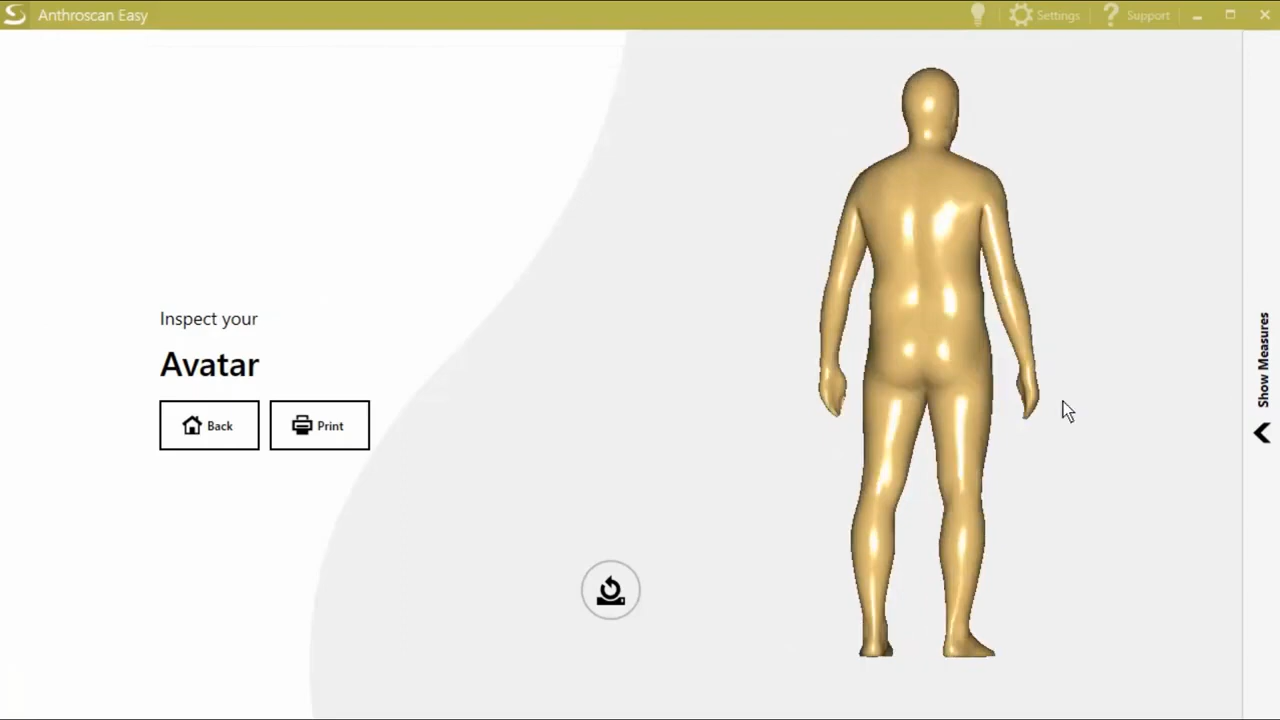 Anthroscan Easy
Settings
Support
Inspect your
Avatar
Back
Print
Show Measures